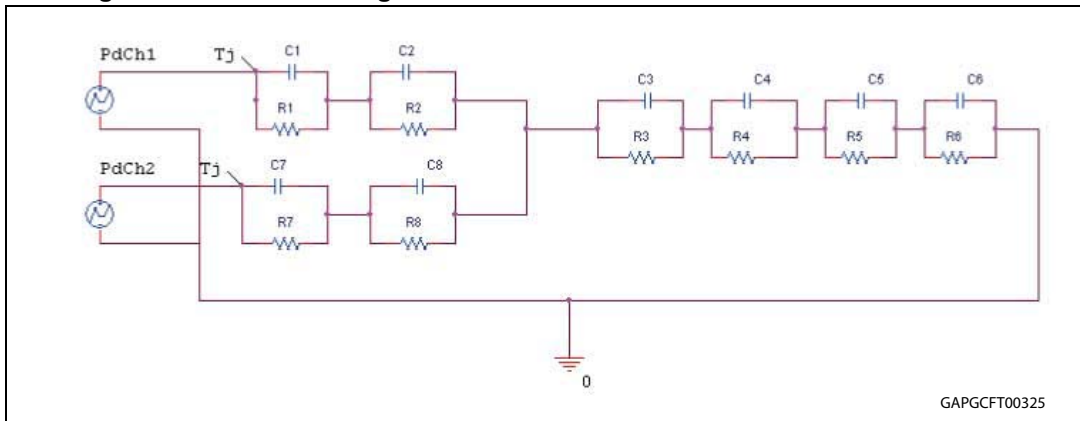 PdCh1
Tj
C1
C2
R1
R2
C3
C4
C5
C6
R3
R4
R5
R6
PdCh2
Tj
C7
C8
R7
R8
0
GAPGCFT00325